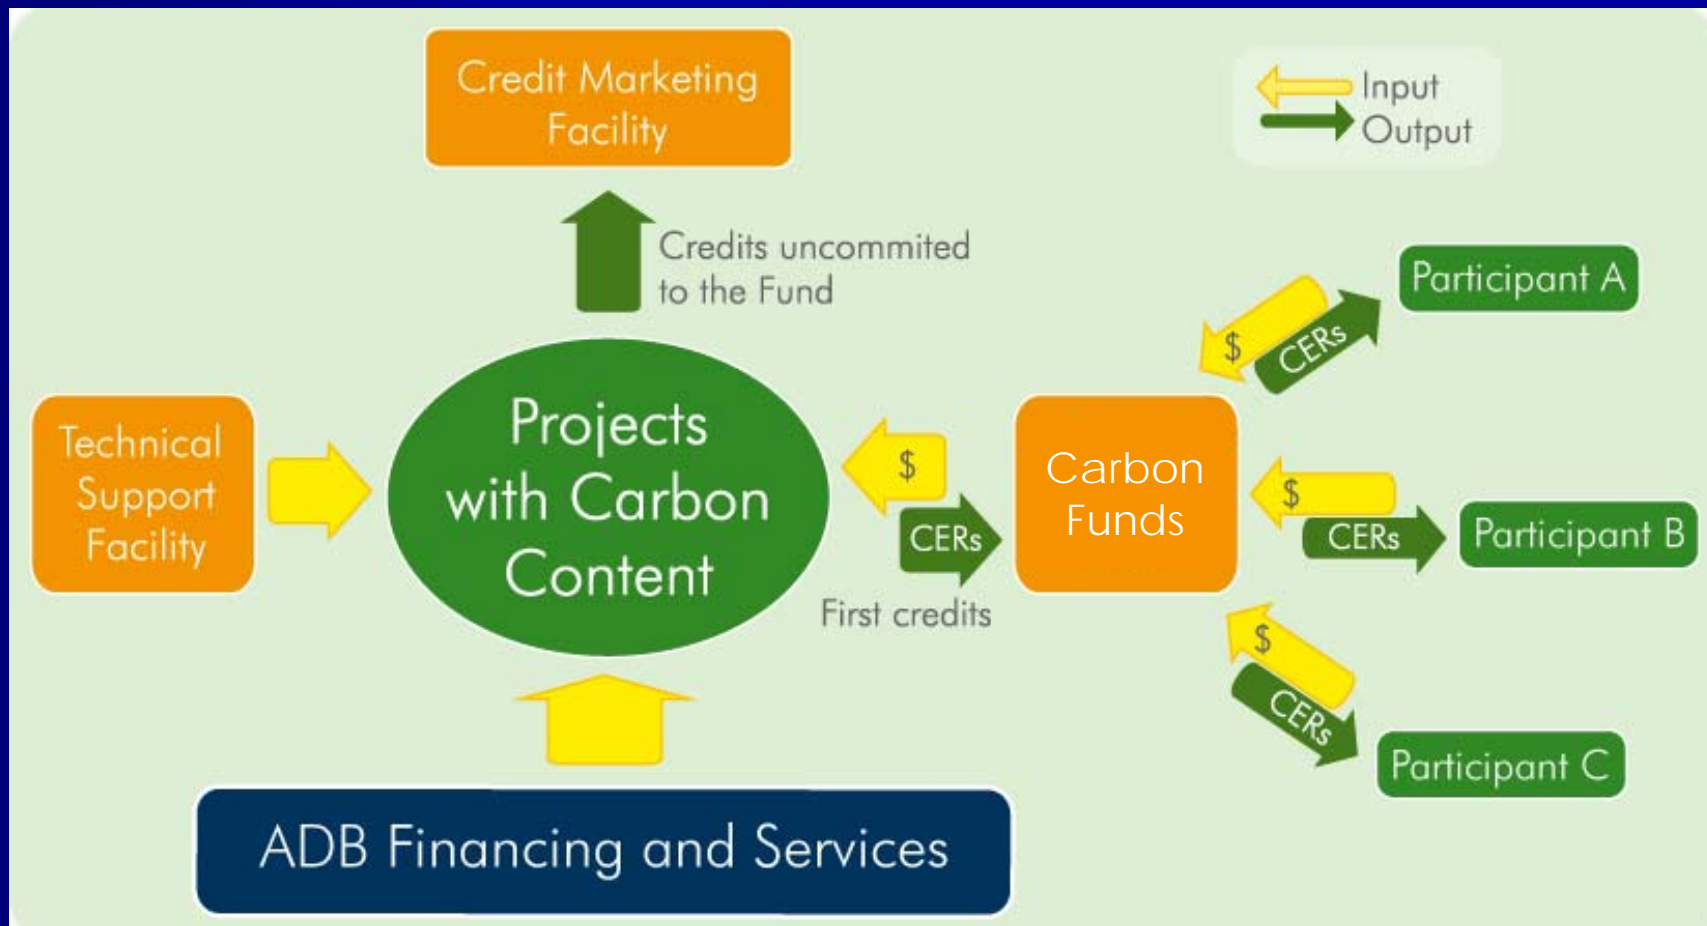 Credit Marketing
Facility
Input
Output
Credits uncommited
to the Fund
Participant A
$
CERs
Technical
Support
Facility
Projects
with Carbon
Content
$
CERs
First credits
Carbon
Funds
$
CERs
Participant B
$
CERs
Participant C
ADB Financing and Services